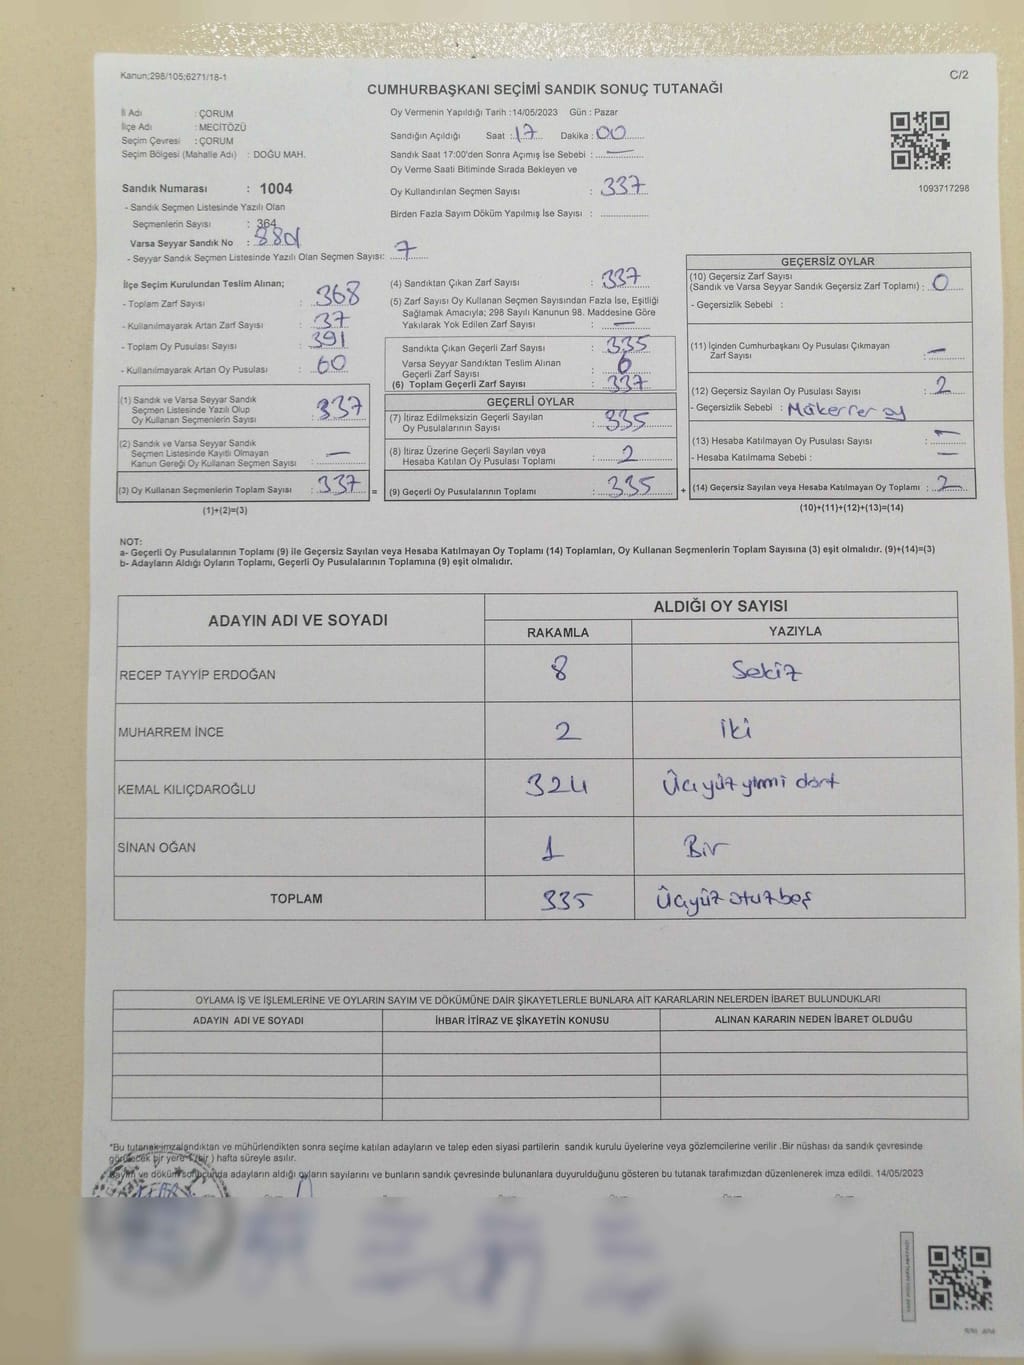 Kanun;298/105;6271/18-1
C/2
CUMHURBAŞKANI SEÇİMİ SANDIK SONUÇ TUTANAĞI
İl Adı : ÇORUM
İlçe Adı : MECİTÖZÜ
Seçim Çevresi : ÇORUM
Seçim Bölgesi (Mahalle Adı) : DOĞU MAH.
Sandık Numarası : 1004
- Sandık Seçmen Listesinde Yazılı Olan
Seçmenlerin Sayısı : 364
Varsa Seyyar Sandık No :
- Seyyar Sandık Seçmen Listesinde Yazılı Olan Seçmen Sayısı: 7
Oy Vermenin Yapıldığı Tarih :14/05/2023 Gün : Pazar
Sandığın Açıldığı Saat : 17 Dakika : 00
Sandık Saat 17:00'den Sonra Açımış İse Sebebi : —
Oy Verme Saati Bitiminde Sırada Bekleyen ve
Oy Kullandırılan Seçmen Sayısı : 337
Birden Fazla Sayım Döküm Yapılmış İse Sayısı :
1093717298
İlçe Seçim Kurulundan Teslim Alınan;
- Toplam Zarf Sayısı : 368
- Kullanılmayarak Artan Zarf Sayısı : 37
- Toplam Oy Pusulası Sayısı : 391
- Kullanılmayarak Artan Oy Pusulası : 60
(1) Sandık ve Varsa Seyyar Sandık
Seçmen Listesinde Yazılı Olup
Oy Kullanan Seçmenlerin Sayısı : 337
(2) Sandık ve Varsa Seyyar Sandık
Seçmen Listesinde Kayıtlı Olmayan
Kanun Gereği Oy Kullanan Seçmen Sayısı : —
(3) Oy Kullanan Seçmenlerin Toplam Sayısı : 337 =
(1)+(2)=(3)
(4) Sandıktan Çıkan Zarf Sayısı : 337
(5) Zarf Sayısı Oy Kullanan Seçmen Sayısından Fazla İse, Eşitliği
Sağlamak Amacıyla; 298 Sayılı Kanunun 98. Maddesine Göre
Yakılarak Yok Edilen Zarf Sayısı : —
Sandıkta Çıkan Geçerli Zarf Sayısı : 335
Varsa Seyyar Sandıktan Teslim Alınan
Geçerli Zarf Sayısı : 6
(6) Toplam Geçerli Zarf Sayısı : 337
GEÇERLİ OYLAR
(7) İtiraz Edilmeksizin Geçerli Sayılan
Oy Pusulalarının Sayısı : 335
(8) İtiraz Üzerine Geçerli Sayılan veya
Hesaba Katılan Oy Pusulası Toplamı : 2
(9) Geçerli Oy Pusulalarının Toplamı : 335 +
GEÇERSİZ OYLAR
(10) Geçersiz Zarf Sayısı
(Sandık ve Varsa Seyyar Sandık Geçersiz Zarf Toplamı) : 0
- Geçersizlik Sebebi :
(11) İçinden Cumhurbaşkanı Oy Pusulası Çıkmayan
Zarf Sayısı : —
(12) Geçersiz Sayılan Oy Pusulası Sayısı : 2
- Geçersizlik Sebebi : Mükerrer oy
(13) Hesaba Katılmayan Oy Pusulası Sayısı : —
- Hesaba Katılmama Sebebi : —
(14) Geçersiz Sayılan veya Hesaba Katılmayan Oy Toplamı : 2
(10)+(11)+(12)+(13)=(14)
NOT:
a- Geçerli Oy Pusulalarının Toplamı (9) ile Geçersiz Sayılan veya Hesaba Katılmayan Oy Toplamı (14) Toplamları, Oy Kullanan Seçmenlerin Toplam Sayısına (3) eşit olmalıdır. (9)+(14)=(3)
b- Adayların Aldığı Oyların Toplamı, Geçerli Oy Pusulalarının Toplamına (9) eşit olmalıdır.
ADAYIN ADI VE SOYADI ALDIĞI OY SAYISI
RAKAMLA YAZIYLA
RECEP TAYYİP ERDOĞAN 8 Sekiz
MUHARREM İNCE 2 iki
KEMAL KILIÇDAROĞLU 324 Üçyüz yirmi dört
SİNAN OĞAN 1 Bir
TOPLAM 335 Üçyüz otuz beş
OYLAMA İŞ VE İŞLEMLERİNE VE OYLARIN SAYIM VE DÖKÜMÜNE DAİR ŞİKAYETLERLE BUNLARA AİT KARARLARIN NELERDEN İBARET BULUNDUKLARI
ADAYIN ADI VE SOYADI İHBAR İTİRAZ VE ŞİKAYETİN KONUSU ALINAN KARARIN NEDEN İBARET OLDUĞU
*Bu tutanak imzalandıktan ve mühürlendikten sonra seçime katılan adayların ve talep eden siyasi partilerin sandık kurulu üyelerine veya gözlemcilerine verilir .Bir nüshası da sandık çevresinde
görülecek bir yere 1 (bir ) hafta süreyle asılır.
Sayım ve döküm sonucunda adayların aldığı oyların sayılarını ve bunların sandık çevresinde bulunanlara duyurulduğunu gösteren bu tutanak tarafımızdan düzenlenerek imza edildi. 14/05/2023